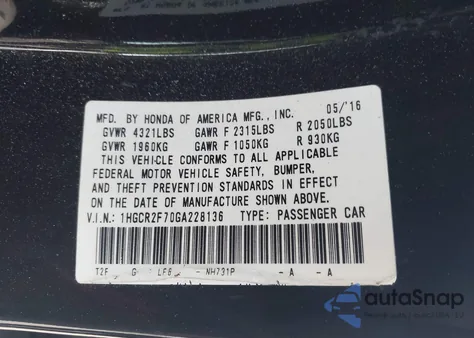 MFD. BY HONDA OF AMERICA MFG., INC. 05/'16
GVWR 4321LBS GAWR F 2315LBS R 2050LBS
GVWR 1960KG GAWR F 1050KG R 930KG
THIS VEHICLE CONFORMS TO ALL APPLICABLE
FEDERAL MOTOR VEHICLE SAFETY, BUMPER,
AND THEFT PREVENTION STANDARDS IN EFFECT
ON THE DATE OF MANUFACTURE SHOWN ABOVE.
V.I.N.: 1HGCR2F70GA228136 TYPE: PASSENGER CAR
T2F NH731P - A - A
autoSnap